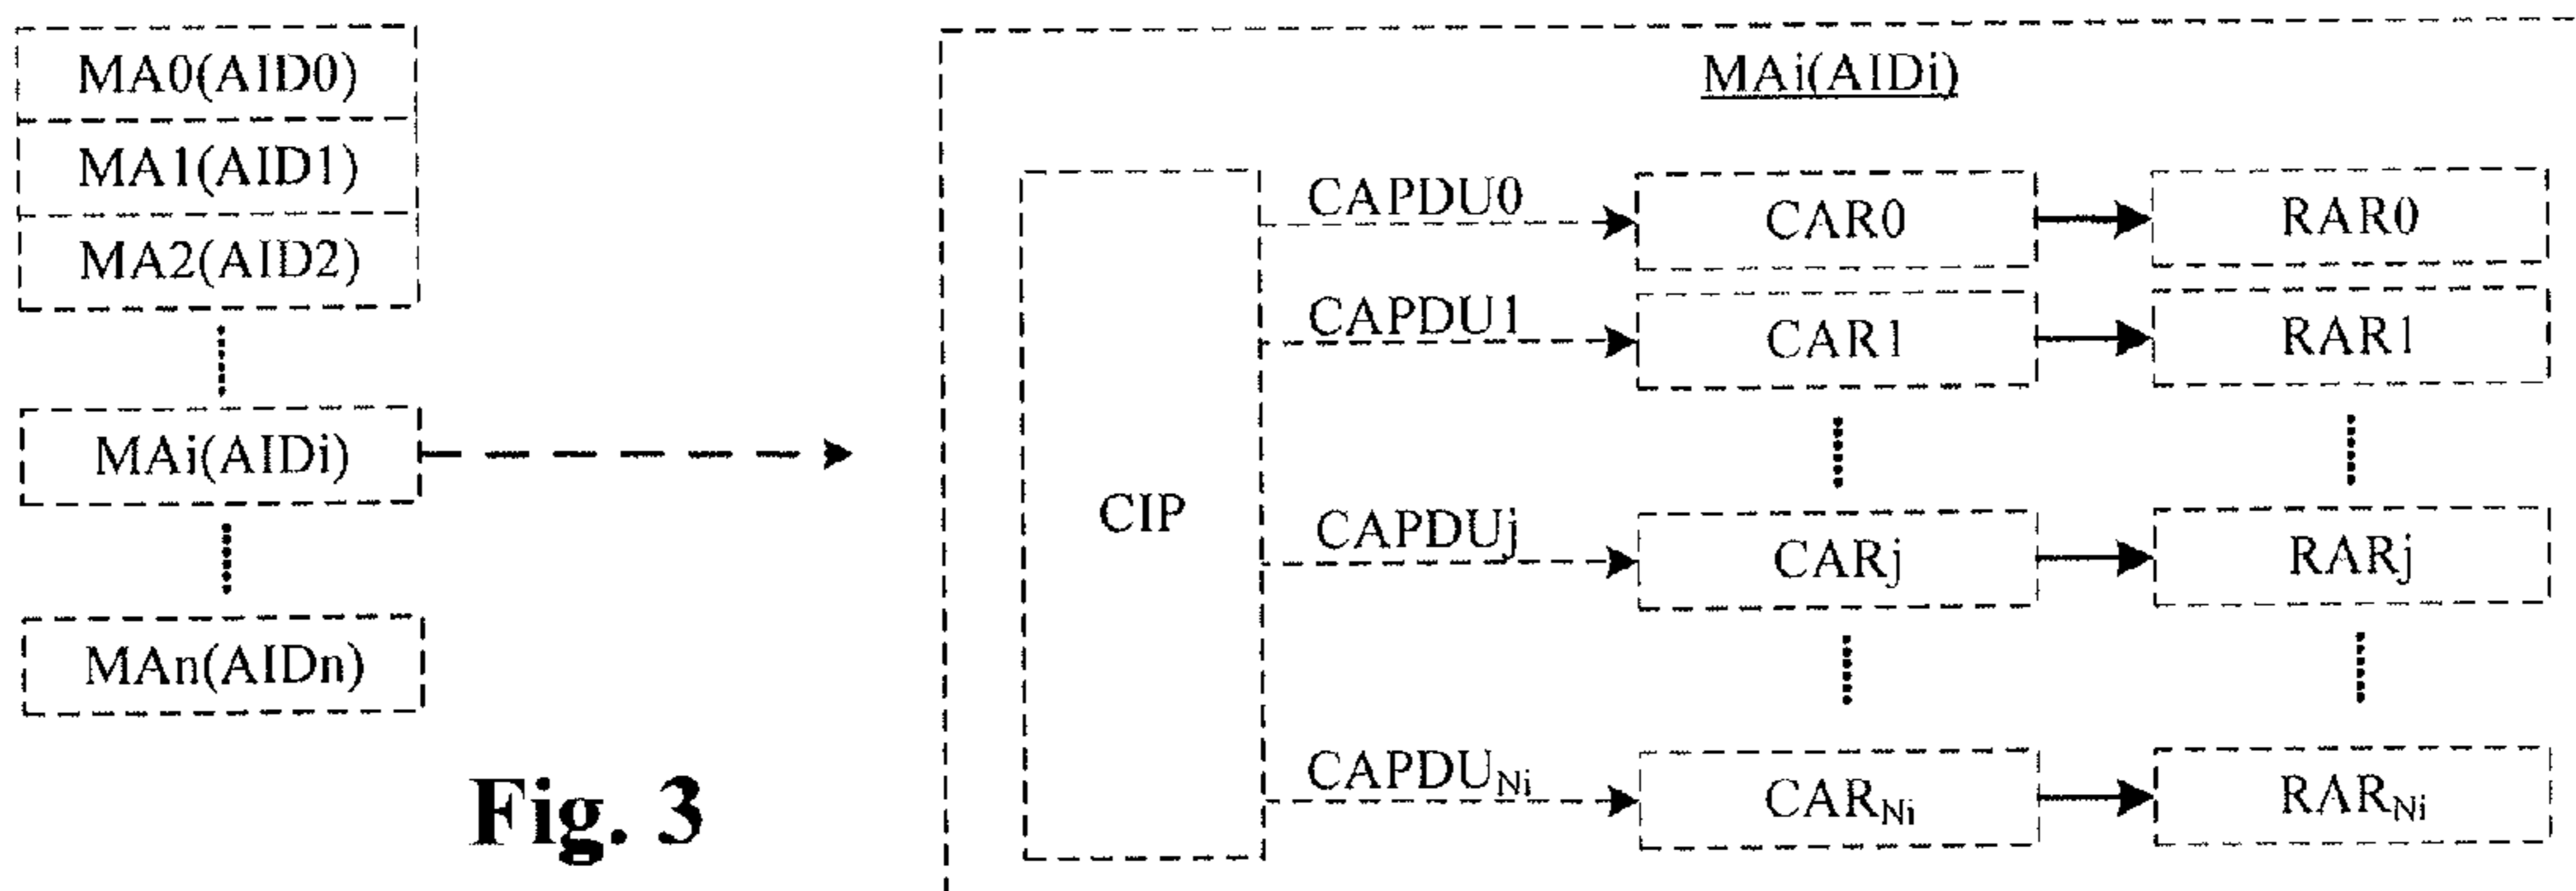 MA0(AID0)
MA1(AID1)
MA2(AID2)
MAi(AIDi)
MAn(AIDn)
Fig. 3
MAi(AIDi)
CIP
CAPDU0
CAR0
RAR0
CAPDU1
CAR1
RAR1
CAPDUj
CARj
RARj
CAPDUNi
CARNi
RARNi